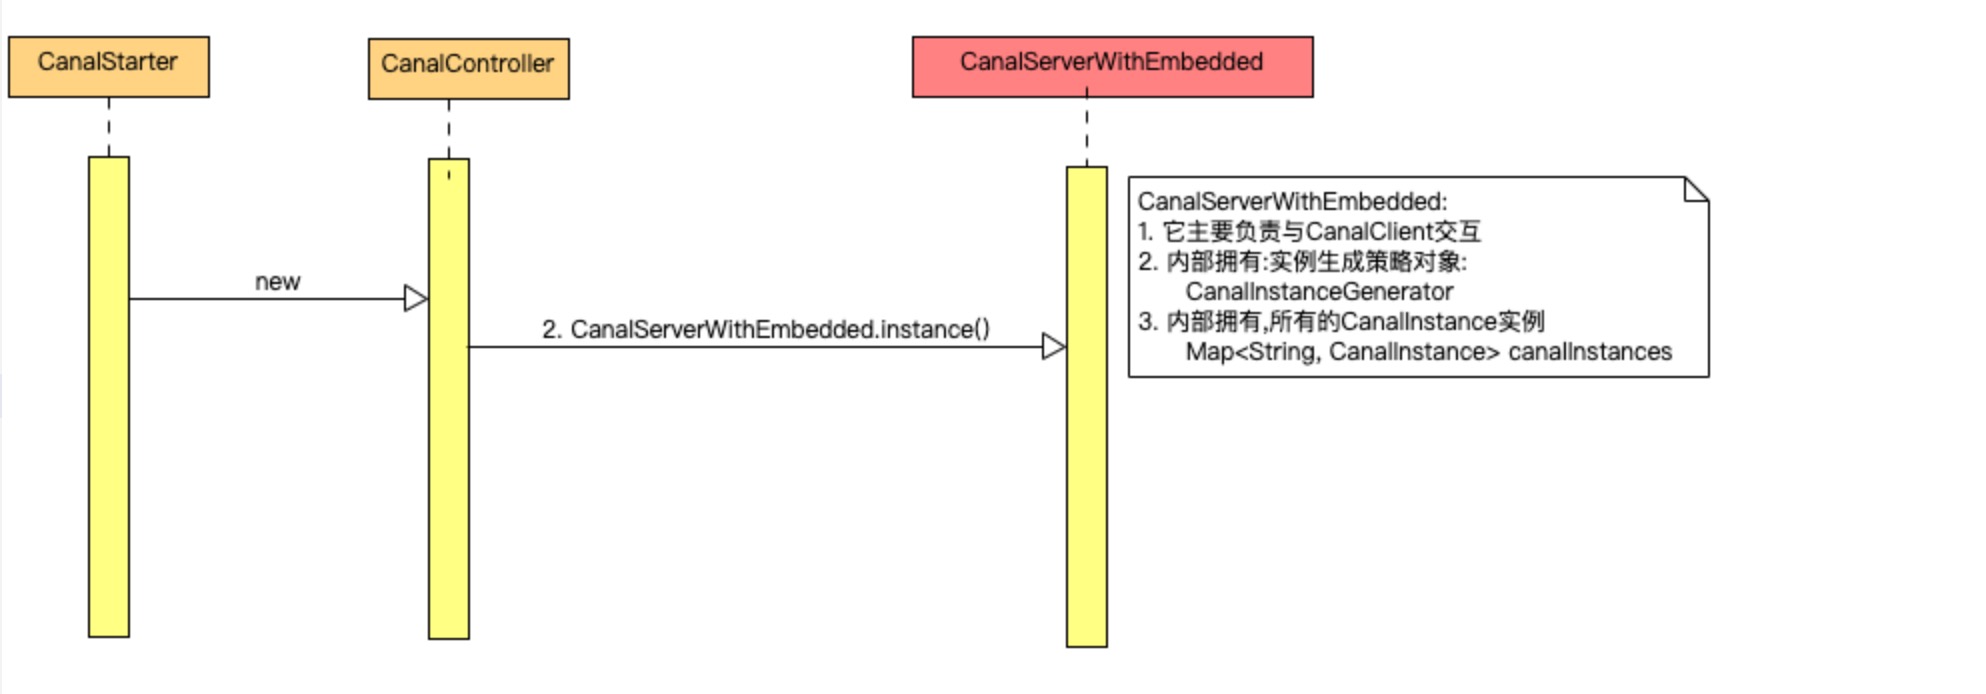 CanalStarter
CanalController
CanalServerWithEmbedded
CanalServerWithEmbedded:
1. 它主要负责与CanalClient交互
2. 内部拥有:实例生成策略对象:
CanalInstanceGenerator
3. 内部拥有,所有的CanalInstance实例
Map<String, CanalInstance> canalInstances
new
2. CanalServerWithEmbedded.instance()